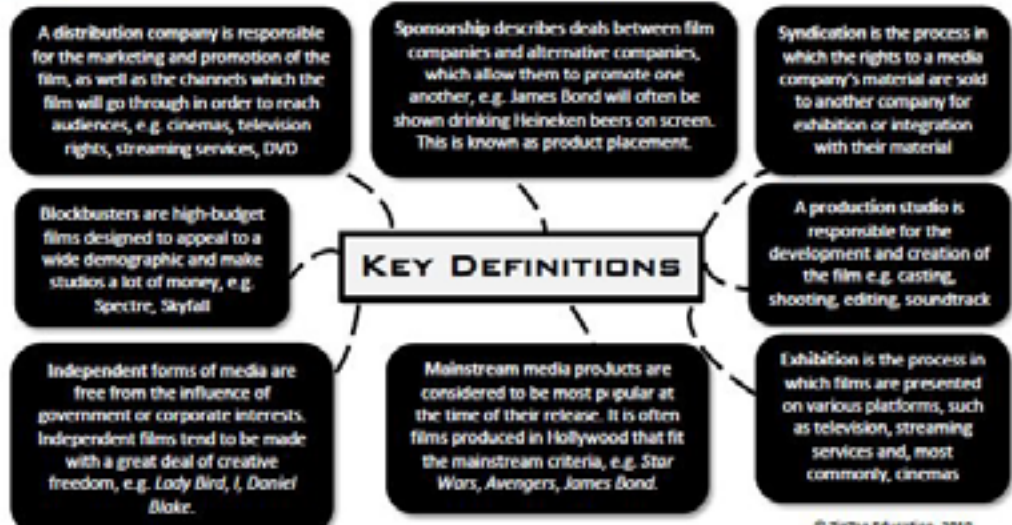 A distribution company is responsible
for the marketing and promotion of the
film, as well as the channels which the
film will go through in order to reach
audiences, e.g. cinemas, television
rights, streaming services, DVD
Sponsorship describes deals between film
companies and alternative companies,
which allow them to promote one
another, e.g. James Bond will often be
shown drinking Heineken beers on screen.
This is known as product placement.
Syndication is the process in
which the rights to a media
company's material are sold
to another company for
exhibition or integration
with their material
Blockbusters are high-budget
films designed to appeal to a
wide demographic and make
studios a lot of money, e.g.
Spectre, Skyfall
KEY DEFINITIONS
A production studio is
responsible for the
development and creation of
the film e.g. casting,
shooting, editing, soundtrack
Independent forms of media are
free from the influence of
government or corporate interests.
Independent films tend to be made
with a great deal of creative
freedom, e.g. Lady Bird, I, Daniel
Blake.
Mainstream media products are
considered to be most popular at
the time of their release. It is often
films produced in Hollywood that fit
the mainstream criteria, e.g. Star
Wars, Avengers, James Bond.
Exhibition is the process in
which films are presented
on various platforms, such
as television, streaming
services and, most
commonly, cinemas